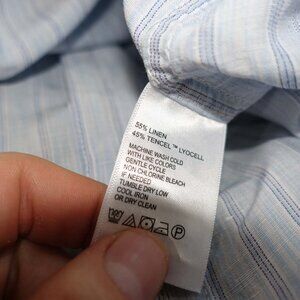 55% LINEN
45% TENCEL™ LYOCELL
MACHINE WASH COLD
WITH LIKE COLORS
GENTLE CYCLE
NON CHLORINE BLEACH
IF NEEDED
TUMBLE DRY LOW
COOL IRON
OR DRY CLEAN